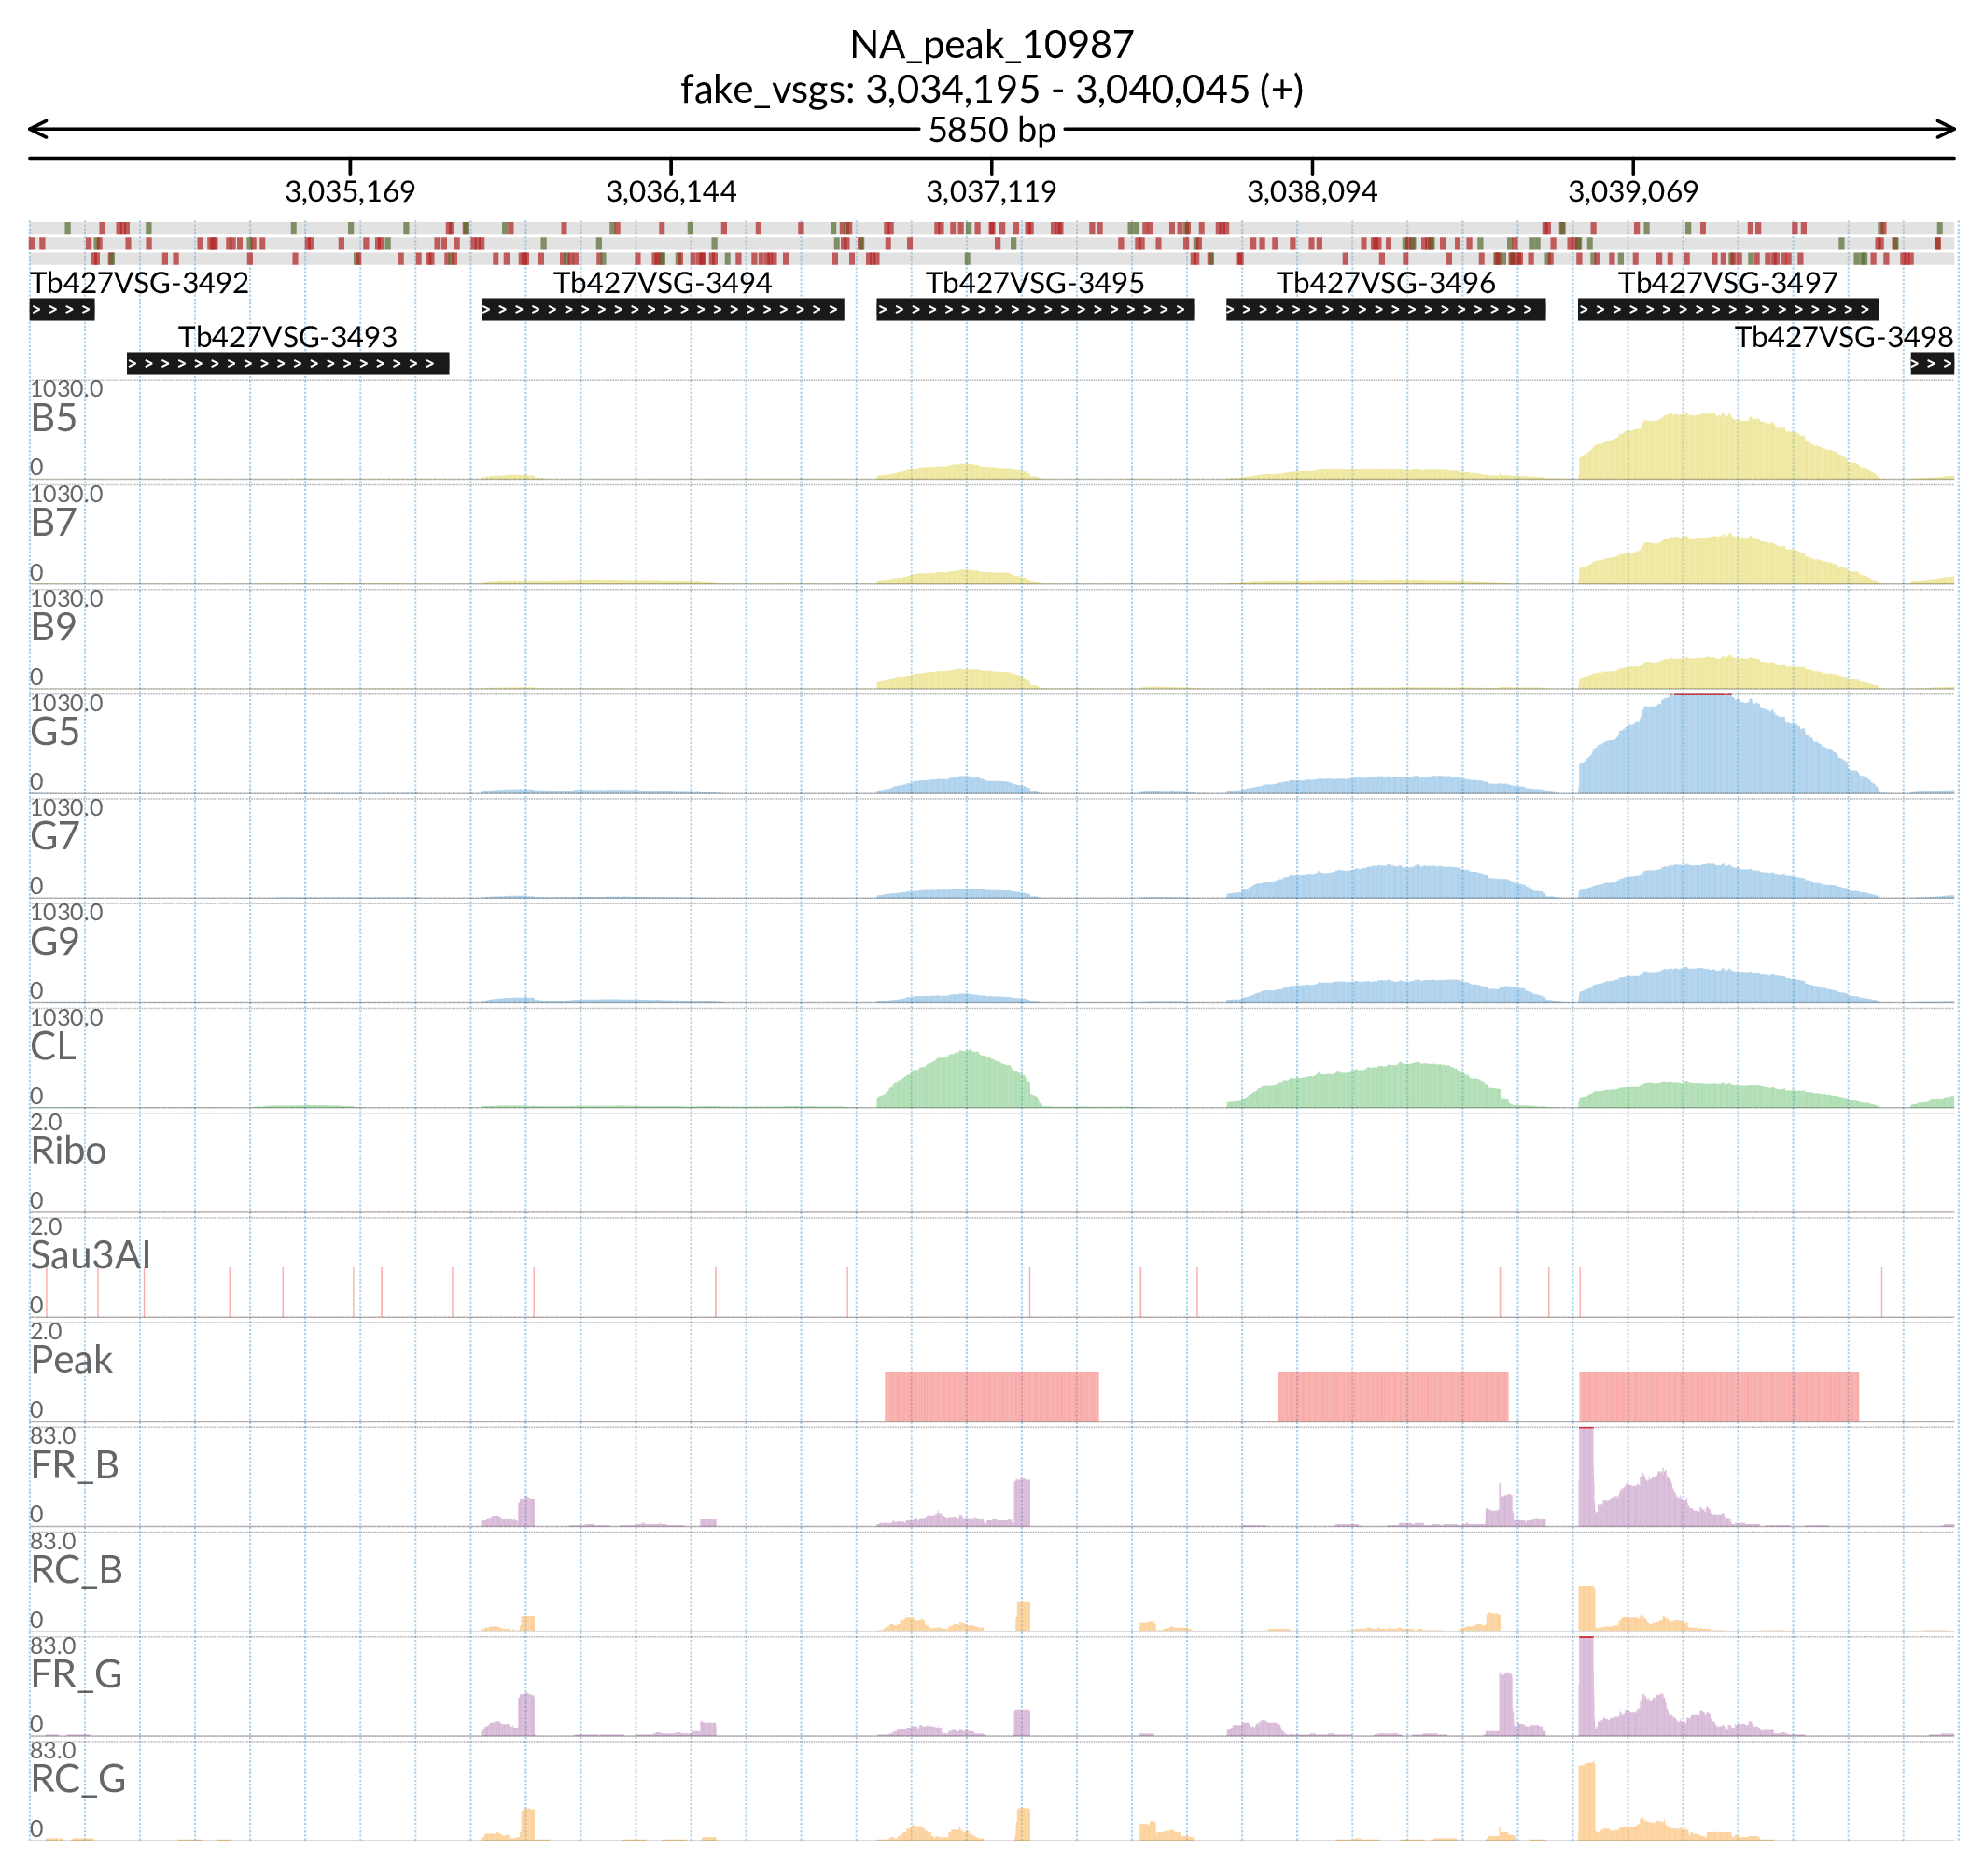 NA_peak_10987
fake_vsgs: 3,034,195 - 3,040,045 (+)
5850 bp
3,035,169 3,036,144 3,037,119 3,038,094 3,039,069
Tb427VSG-3492 Tb427VSG-3494 Tb427VSG-3495 Tb427VSG-3496 Tb427VSG-3497
Tb427VSG-3493 Tb427VSG-3498
1030.0
B5
0
1030.0
B7
0
1030.0
B9
0
1030.0
G5
0
1030.0
G7
0
1030.0
G9
0
1030.0
CL
0
2.0
Ribo
0
2.0
Sau3AI
0
2.0
Peak
0
83.0
FR_B
0
83.0
RC_B
0
83.0
FR_G
0
83.0
RC_G
0